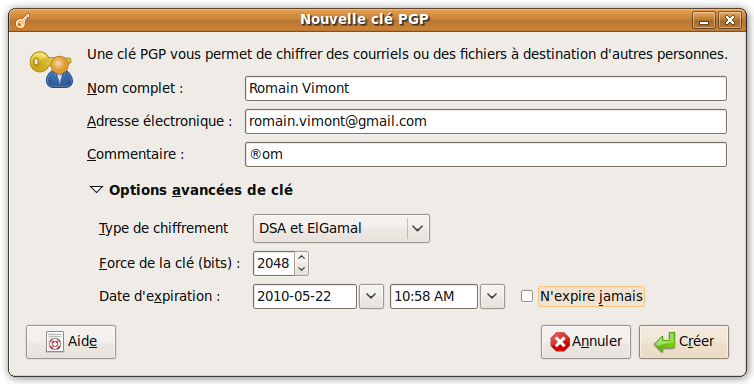 Nouvelle clé PGP
Une clé PGP vous permet de chiffrer des courriels ou des fichiers à destination d'autres personnes.
Nom complet : Romain Vimont
Adresse électronique : romain.vimont@gmail.com
Commentaire : ®om
Options avancées de clé
Type de chiffrement DSA et ElGamal
Force de la clé (bits) : 2048
Date d'expiration : 2010-05-22 10:58 AM N'expire jamais
Aide Annuler Créer